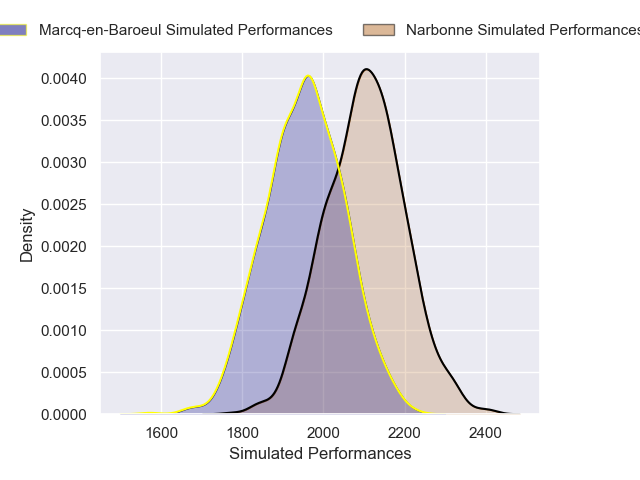 Marcq-en-Baroeul Simulated Performances
Narbonne Simulated Performances
0.0040
0.0035
0.0030
0.0025
0.0020
0.0015
0.0010
0.0005
0.0000
Density
1600 1800 2000 2200 2400
Simulated Performances